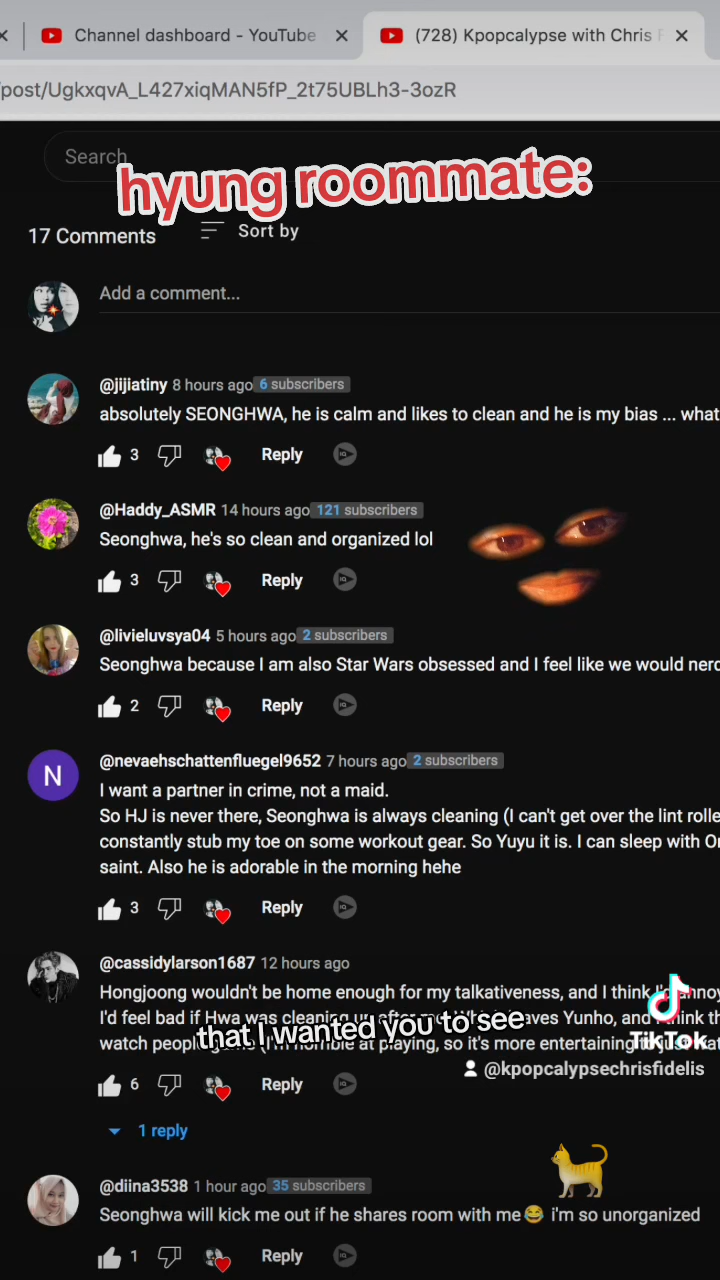 Channel dashboard - YouTube
(728) Kpopcalypse with Chris
/post/UgkxqvA_L427xiqMAN5fP_2t75UBLh3-3ozR
Search
hyung roommate:
17 Comments
Sort by
Add a comment...
@jijiatiny 8 hours ago 6 subscribers
absolutely SEONGHWA, he is calm and likes to clean and he is my bias ... what
3 Reply
@Haddy_ASMR 14 hours ago 121 subscribers
Seonghwa, he's so clean and organized lol
3 Reply
@livieluvsya04 5 hours ago 2 subscribers
Seonghwa because I am also Star Wars obsessed and I feel like we would nerd
2 Reply
N
@nevaehschattenfluegel9652 7 hours ago 2 subscribers
I want a partner in crime, not a maid.
So HJ is never there, Seonghwa is always cleaning (I can't get over the lint rolle
constantly stub my toe on some workout gear. So Yuyu it is. I can sleep with
saint. Also he is adorable in the morning hehe
3 Reply
@cassidylarson1687 12 hours ago
Hongjoong wouldn't be home enough for my talkativeness, and I think
I'd feel bad if Hwa was cleaning Yunho, and think
watch people at playing, so it's more entertaining
that I wanted you to see
TikTok
@kpopcalypsechrisfidelis
6 Reply
1 reply
@diina3538 1 hour ago 35 subscribers
Seonghwa will kick me out if he shares room with me😂 i'm so unorganized
1 Reply